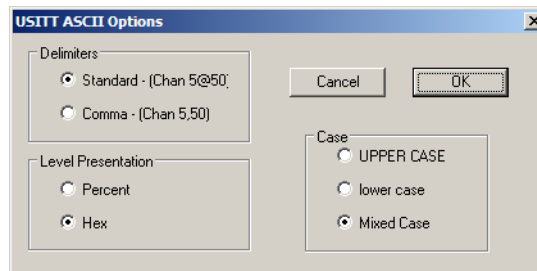 USITT ASCII Options
Delimiters
Standard - (Chan 5@50)
Comma - (Chan 5,50)
Cancel
OK
Level Presentation
Percent
Hex
Case
UPPER CASE
lower case
Mixed Case